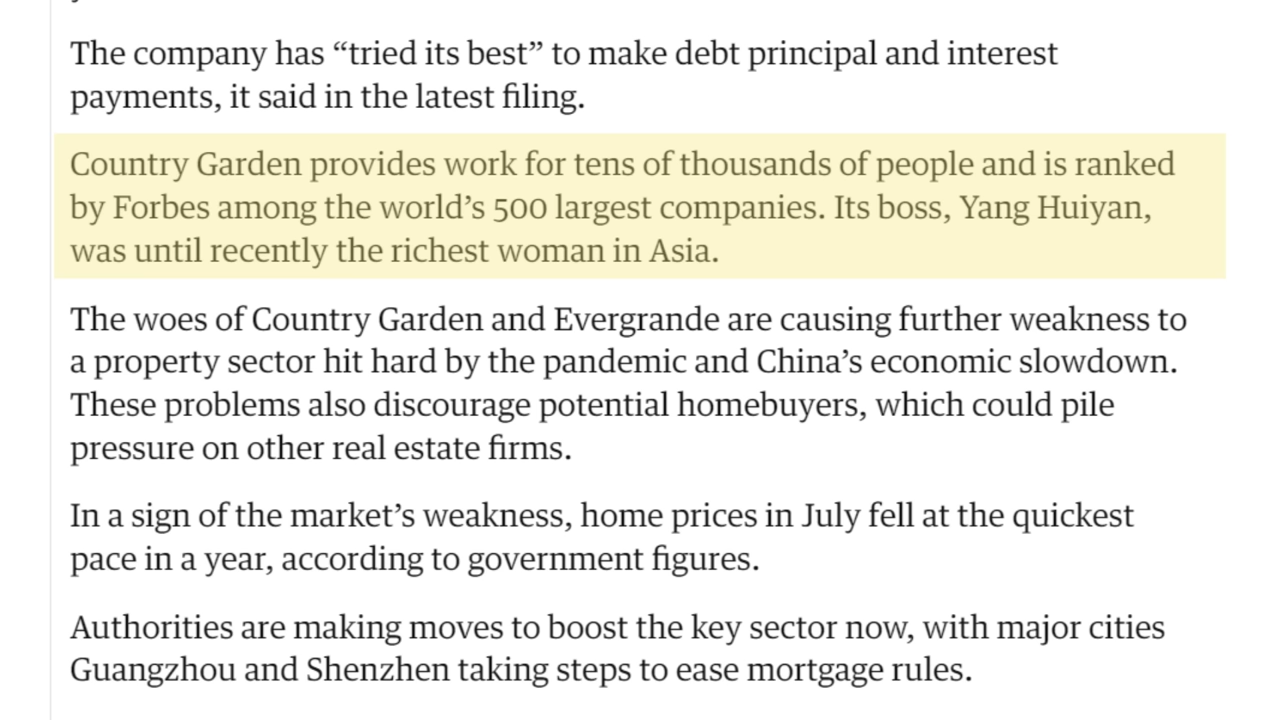 The company has “tried its best” to make debt principal and interest
payments, it said in the latest filing.
Country Garden provides work for tens of thousands of people and is ranked
by Forbes among the world’s 500 largest companies. Its boss, Yang Huiyan,
was until recently the richest woman in Asia.
The woes of Country Garden and Evergrande are causing further weakness to
a property sector hit hard by the pandemic and China’s economic slowdown.
These problems also discourage potential homebuyers, which could pile
pressure on other real estate firms.
In a sign of the market’s weakness, home prices in July fell at the quickest
pace in a year, according to government figures.
Authorities are making moves to boost the key sector now, with major cities
Guangzhou and Shenzhen taking steps to ease mortgage rules.